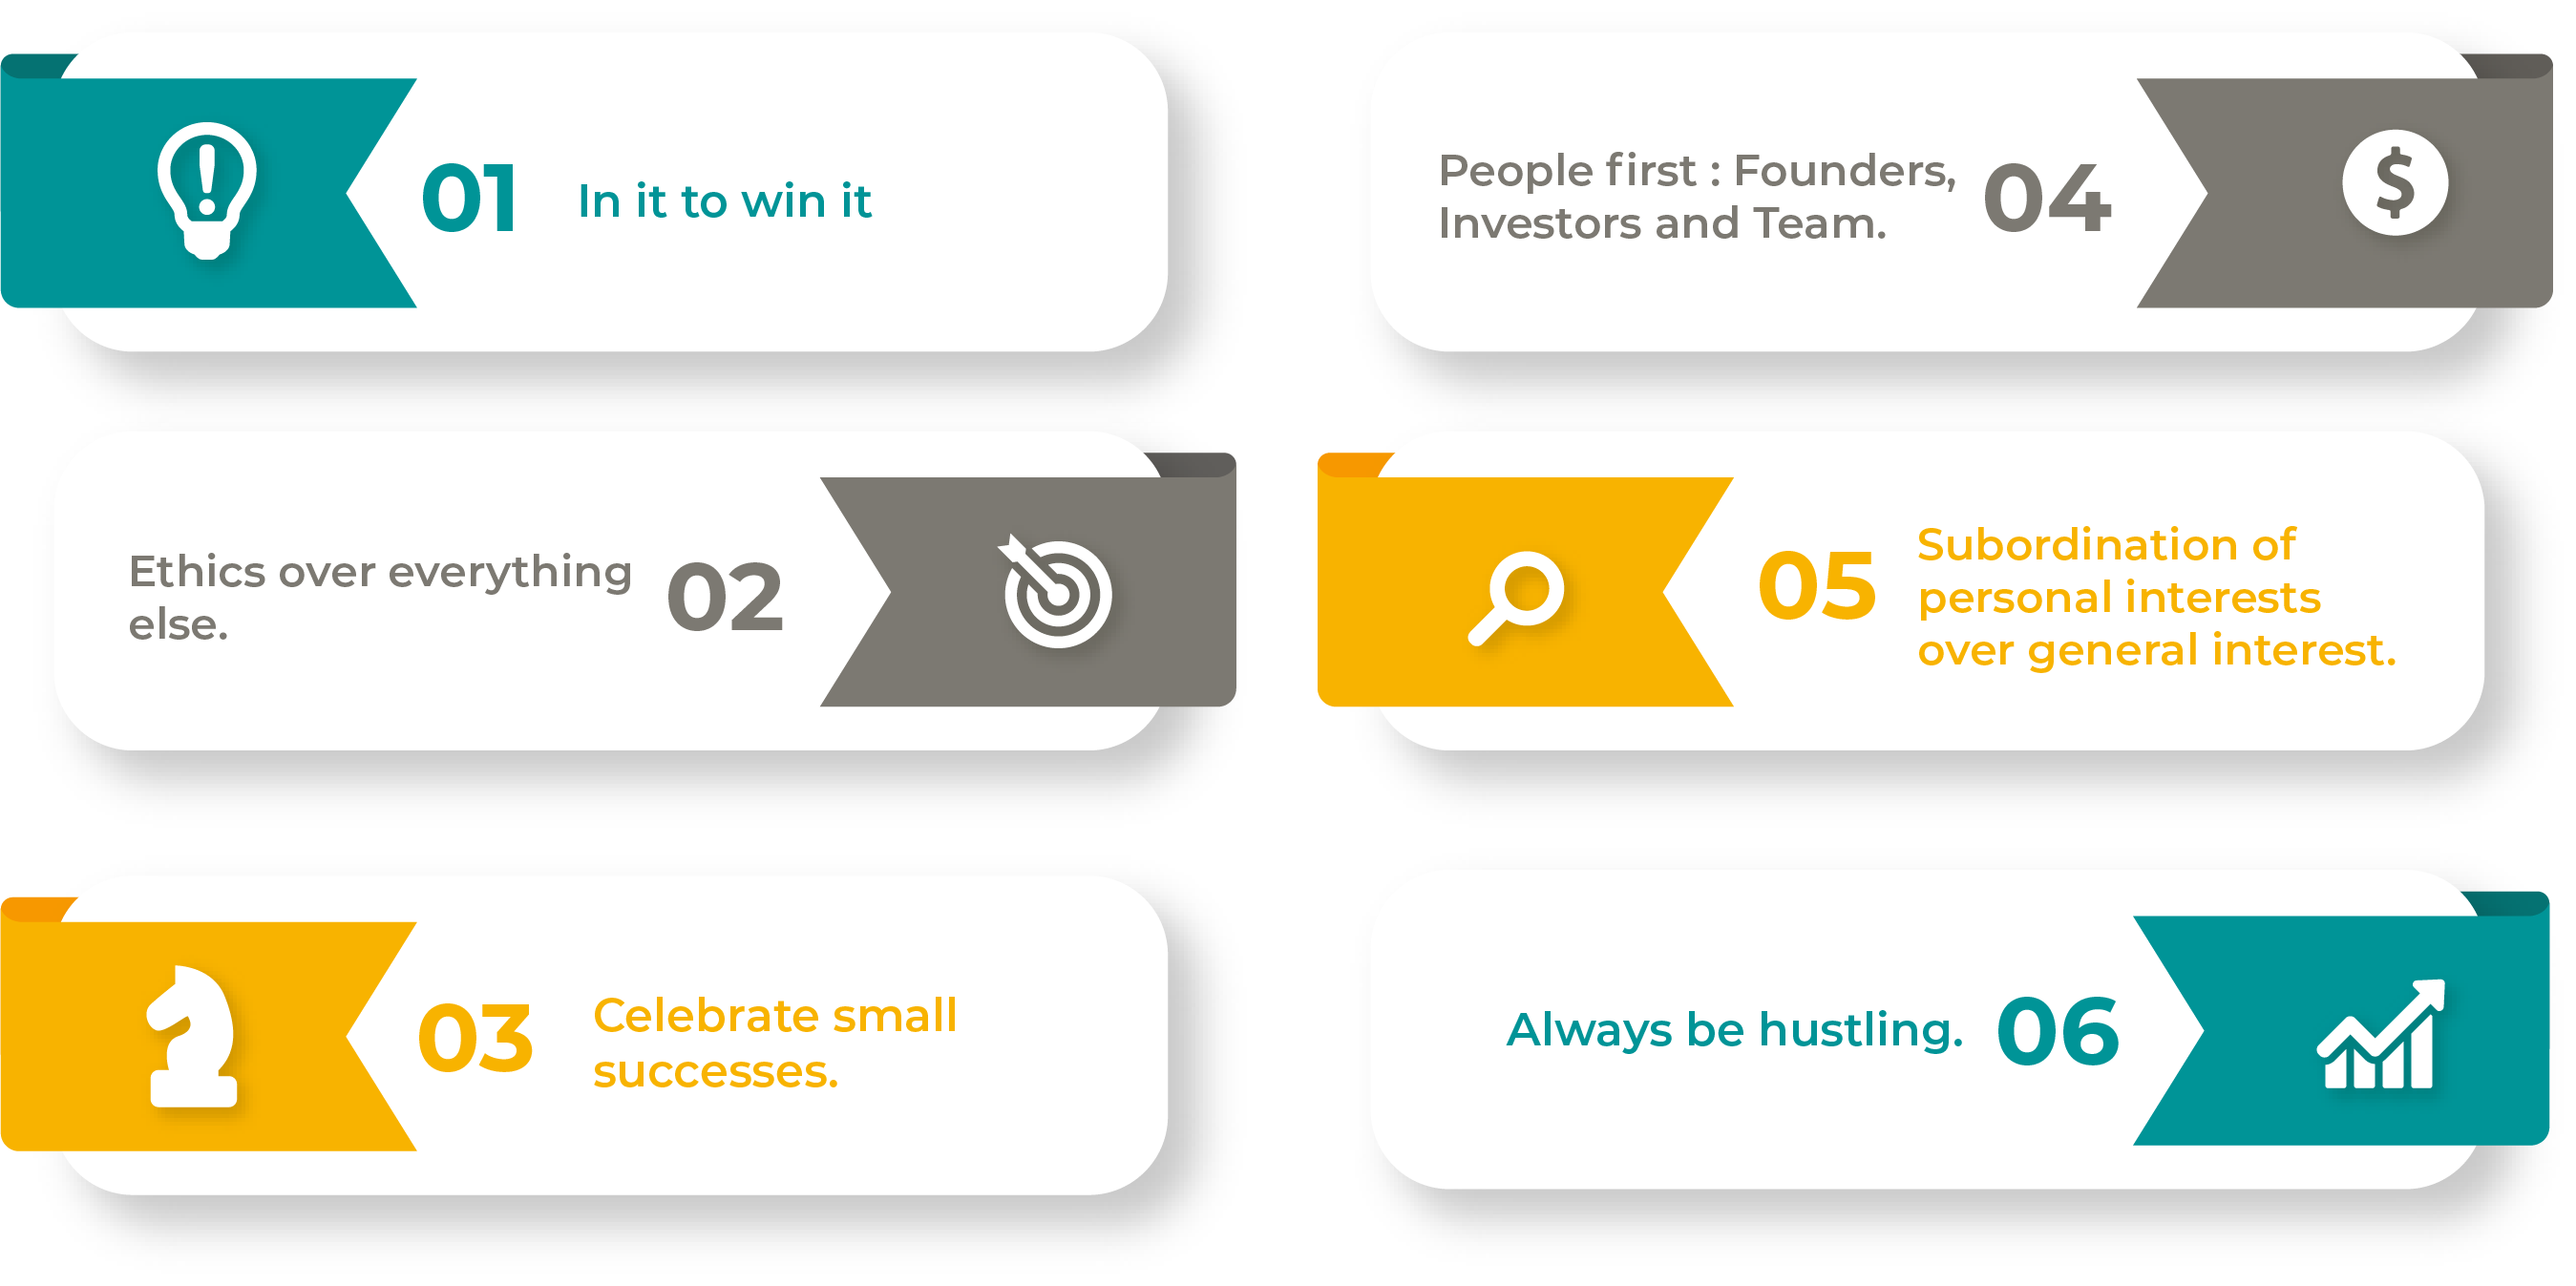 01
In it to win it
Ethics over everything
else.
02
03
Celebrate small
successes.
People first : Founders,
Investors and Team.
04
05
Subordination of
personal interests
over general interest.
Always be hustling.
06